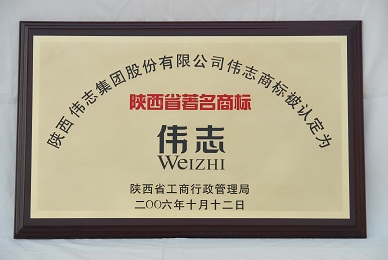 陕西伟志集团股份有限公司伟志商标被认定为
陕西省著名商标
伟志
WEIZHI
陕西省工商行政管理局
二〇〇六年十月十二日